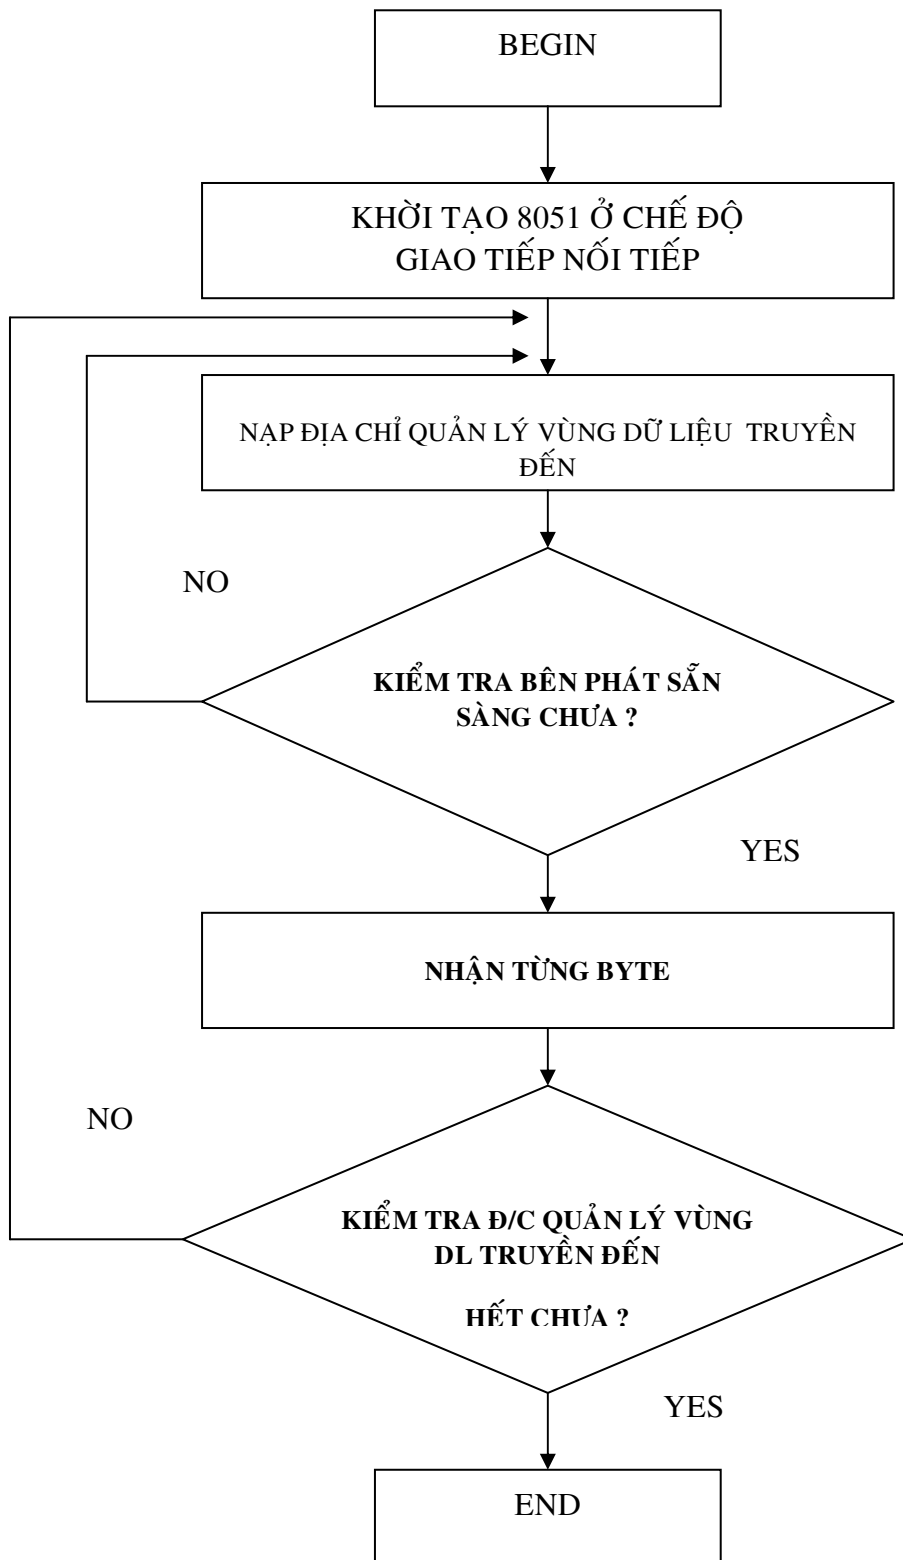 BEGIN
KHỜI TẠO 8051 Ở CHẾ ĐỘ
GIAO TIẾP NỐI TIẾP
NẠP ĐỊA CHỈ QUẢN LÝ VÙNG DỮ LIỆU TRUYỀN
ĐẾN
NO
KIỂM TRA BÊN PHÁT SẴN
SÀNG CHƯA ?
YES
NHẬN TỪNG BYTE
NO
KIỂM TRA Đ/C QUẢN LÝ VÙNG
DL TRUYỀN ĐẾN
HẾT CHƯA ?
YES
END